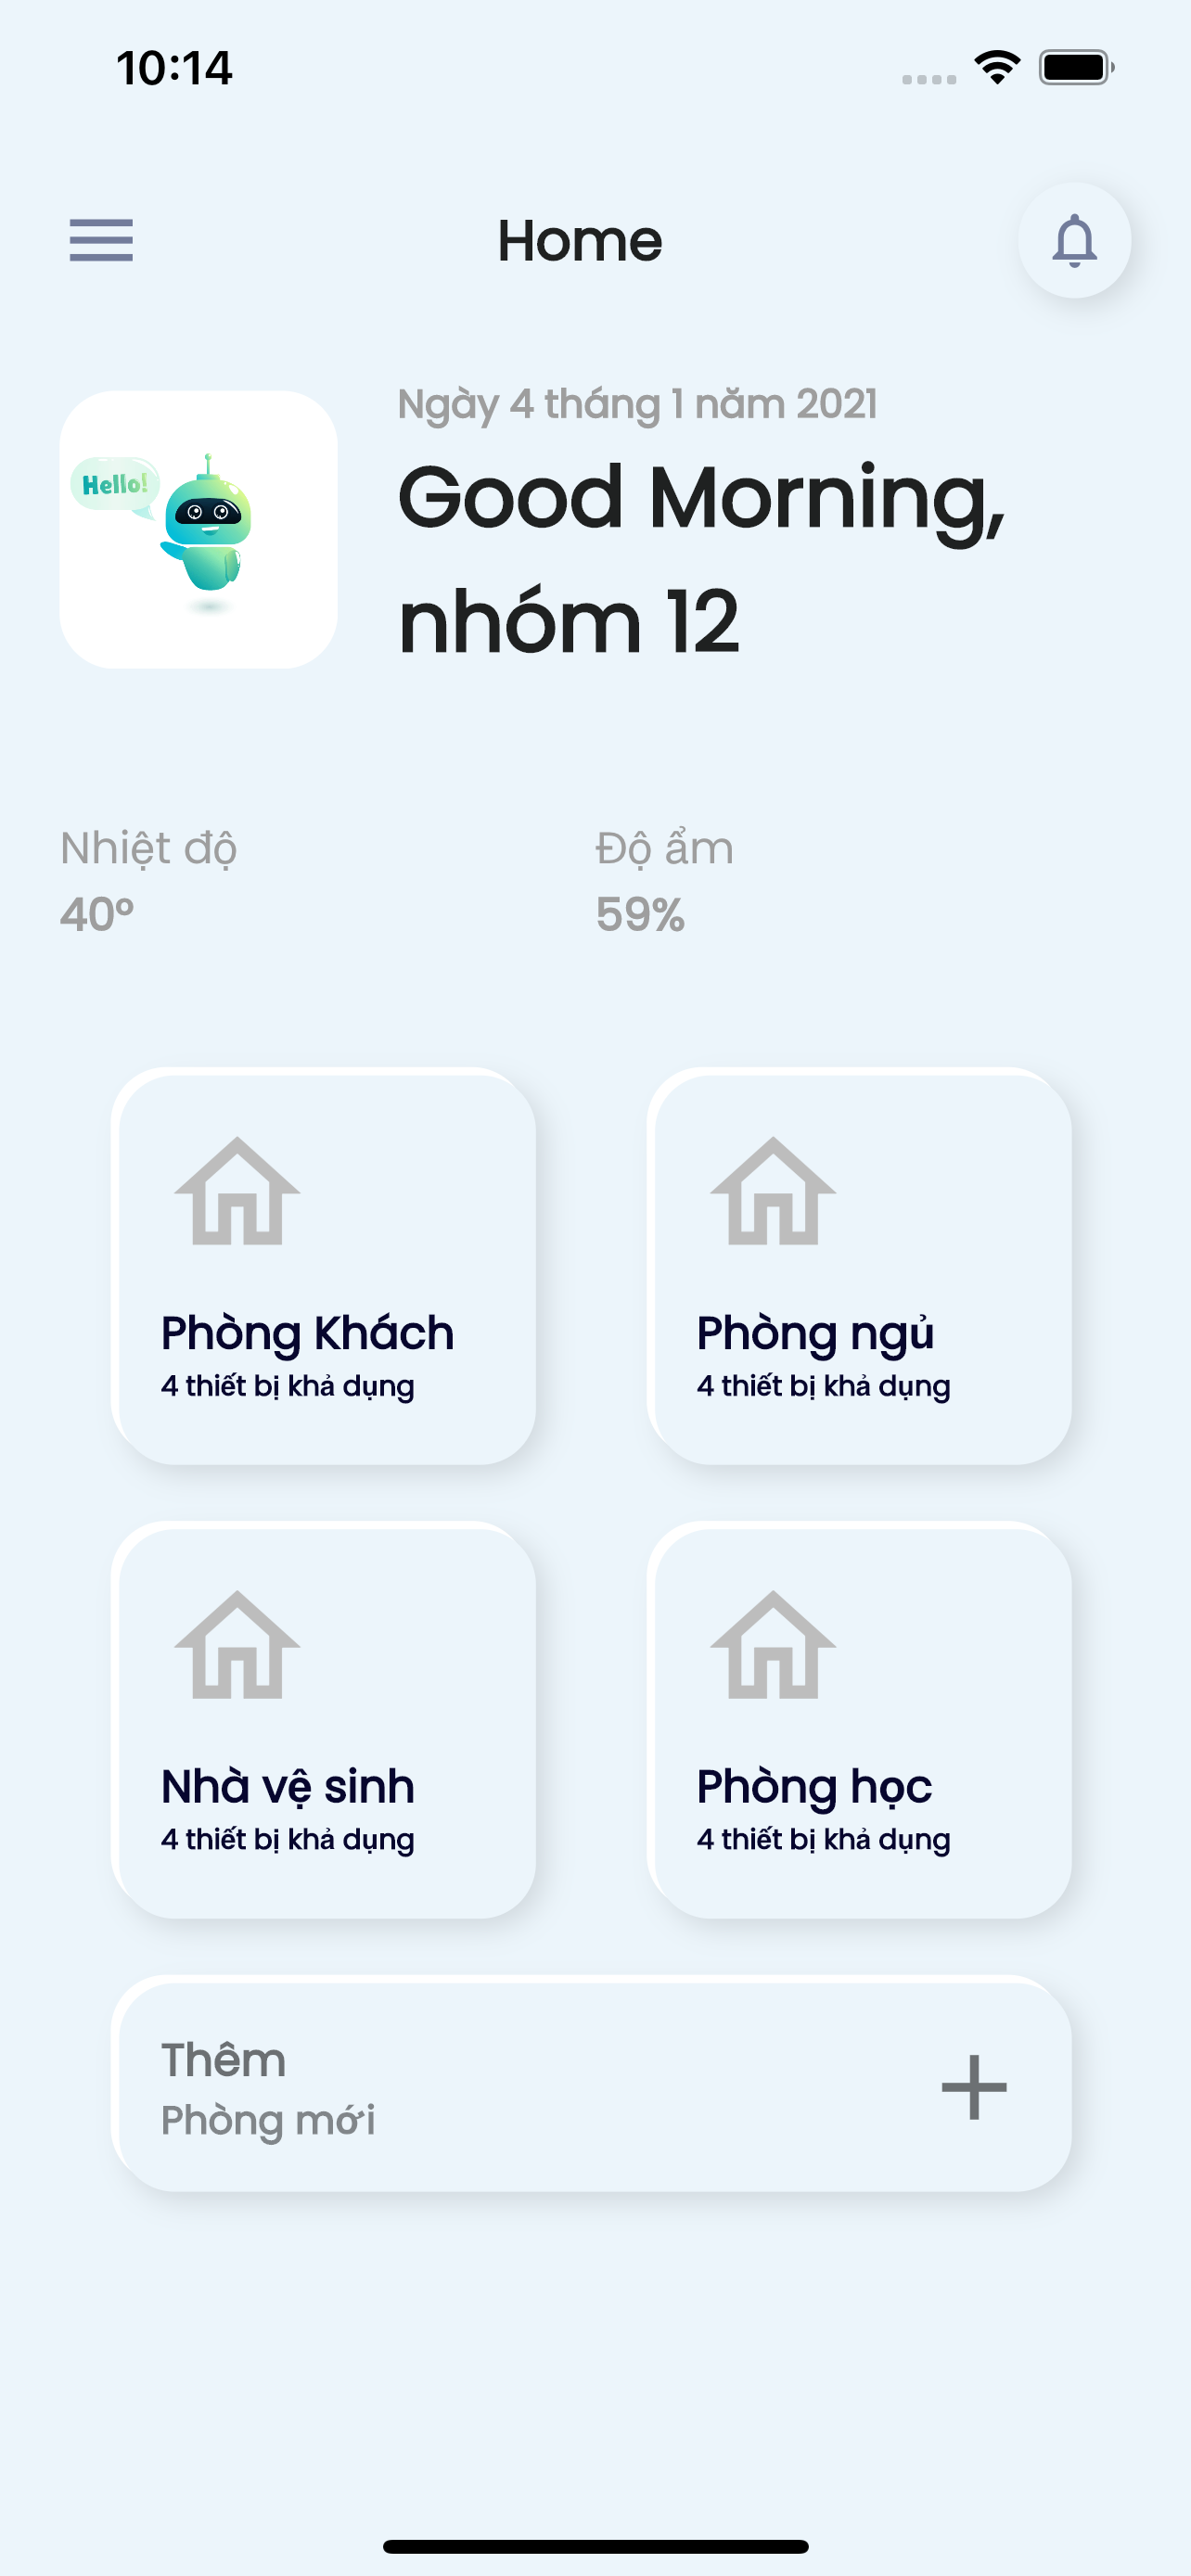 10:14
Home
Ngày 4 tháng 1 năm 2021
Hello!
Good Morning,
nhóm 12
Nhiệt độ
Độ ẩm
40°
59%
Phòng Khách
4 thiết bị khả dụng
Phòng ngủ
4 thiết bị khả dụng
Nhà vệ sinh
4 thiết bị khả dụng
Phòng học
4 thiết bị khả dụng
Thêm
Phòng mới